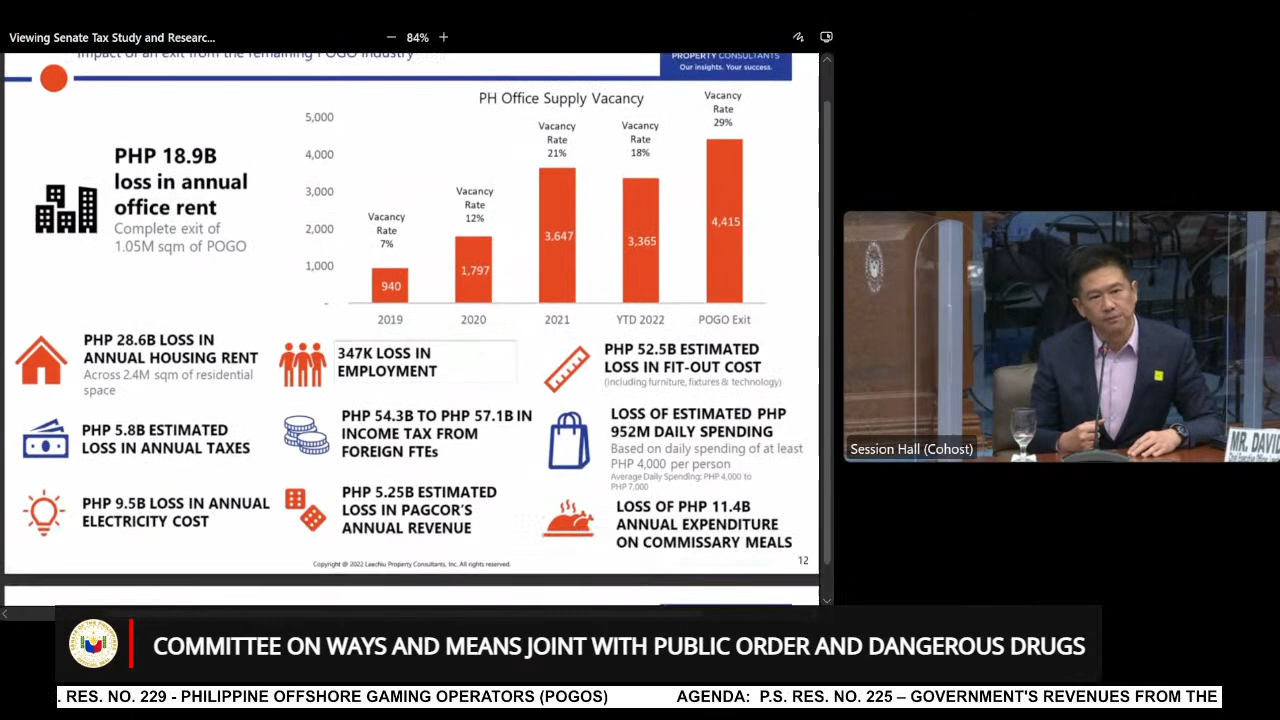 Viewing Senate Tax Study and Researc...
84%
Impact of an exit from the remaining POGO industry
PROPERTY CONSULTANTS
Our insights. Your success.
PH Office Supply Vacancy
PHP 18.9B
loss in annual
office rent
Complete exit of
1.05M sqm of POGO
5,000
4,000
3,000
2,000
1,000
-
Vacancy
Rate
7%
Vacancy
Rate
12%
Vacancy
Rate
21%
Vacancy
Rate
18%
Vacancy
Rate
29%
940
1,797
3,647
3,365
4,415
2019
2020
2021
YTD 2022
POGO Exit
PHP 28.6B LOSS IN
ANNUAL HOUSING RENT
Across 2.4M sqm of residential
space
347K LOSS IN
EMPLOYMENT
PHP 52.5B ESTIMATED
LOSS IN FIT-OUT COST
(including furniture, fixtures & technology)
PHP 5.8B ESTIMATED
LOSS IN ANNUAL TAXES
PHP 54.3B TO PHP 57.1B IN
INCOME TAX FROM
FOREIGN FTEs
LOSS OF ESTIMATED PHP
952M DAILY SPENDING
Based on daily spending of at least
PHP 4,000 per person
Average Daily Spending: PHP 4,000 to
PHP 7,000
PHP 9.5B LOSS IN ANNUAL
ELECTRICITY COST
PHP 5.25B ESTIMATED
LOSS IN PAGCOR'S
ANNUAL REVENUE
LOSS OF PHP 11.4B
ANNUAL EXPENDITURE
ON COMMISSARY MEALS
Copyright @ 2022 Leechiu Property Consultants, Inc. All rights reserved.
12
Session Hall (Cohost)
MR. DAVID
COMMITTEE ON WAYS AND MEANS JOINT WITH PUBLIC ORDER AND DANGEROUS DRUGS
. RES. NO. 229 - PHILIPPINE OFFSHORE GAMING OPERATORS (POGOS) AGENDA: P.S. RES. NO. 225 – GOVERNMENT'S REVENUES FROM THE